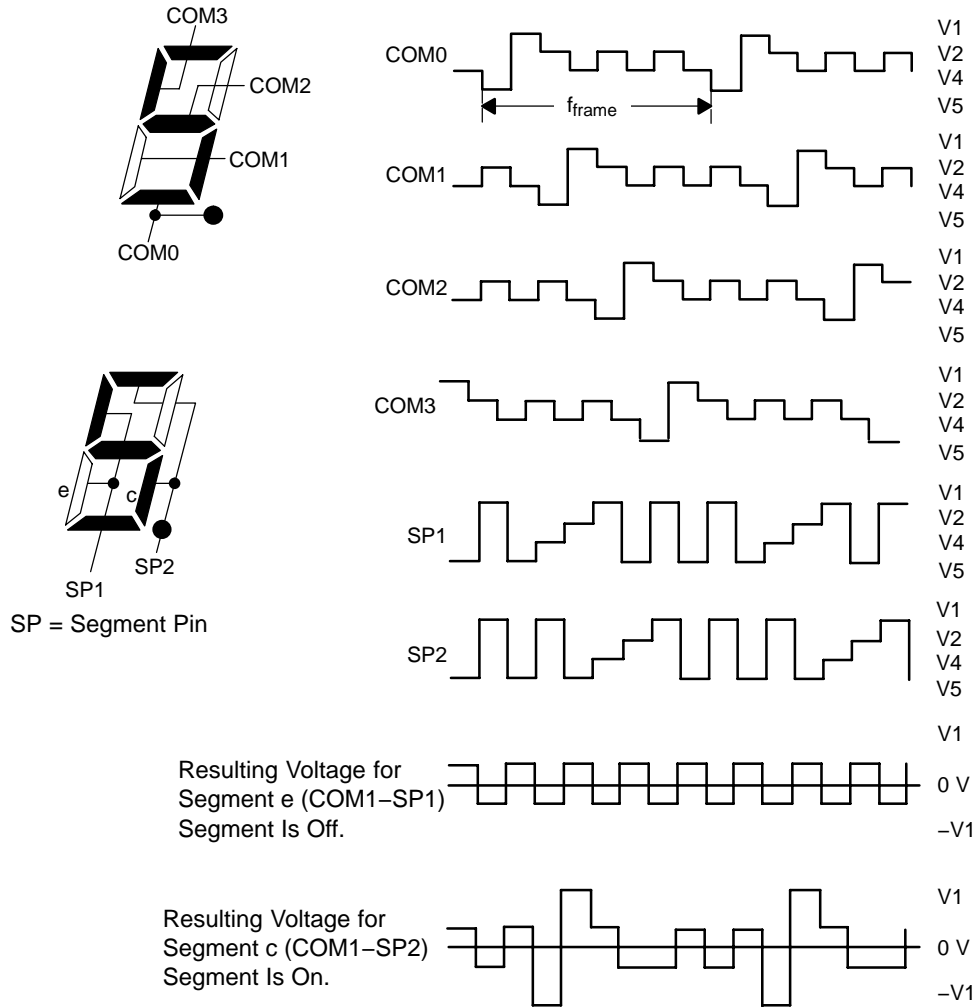 COM3
COM2
COM1
COM0
COM0
V1
V2
V4
V5
fframe
COM1
V1
V2
V4
V5
COM2
V1
V2
V4
V5
COM3
V1
V2
V4
V5
e
c
SP1
SP2
SP = Segment Pin
SP1
V1
V2
V4
V5
SP2
V1
V2
V4
V5
Resulting Voltage for
Segment e (COM1−SP1)
Segment Is Off.
V1
0 V
−V1
Resulting Voltage for
Segment c (COM1−SP2)
Segment Is On.
V1
0 V
−V1